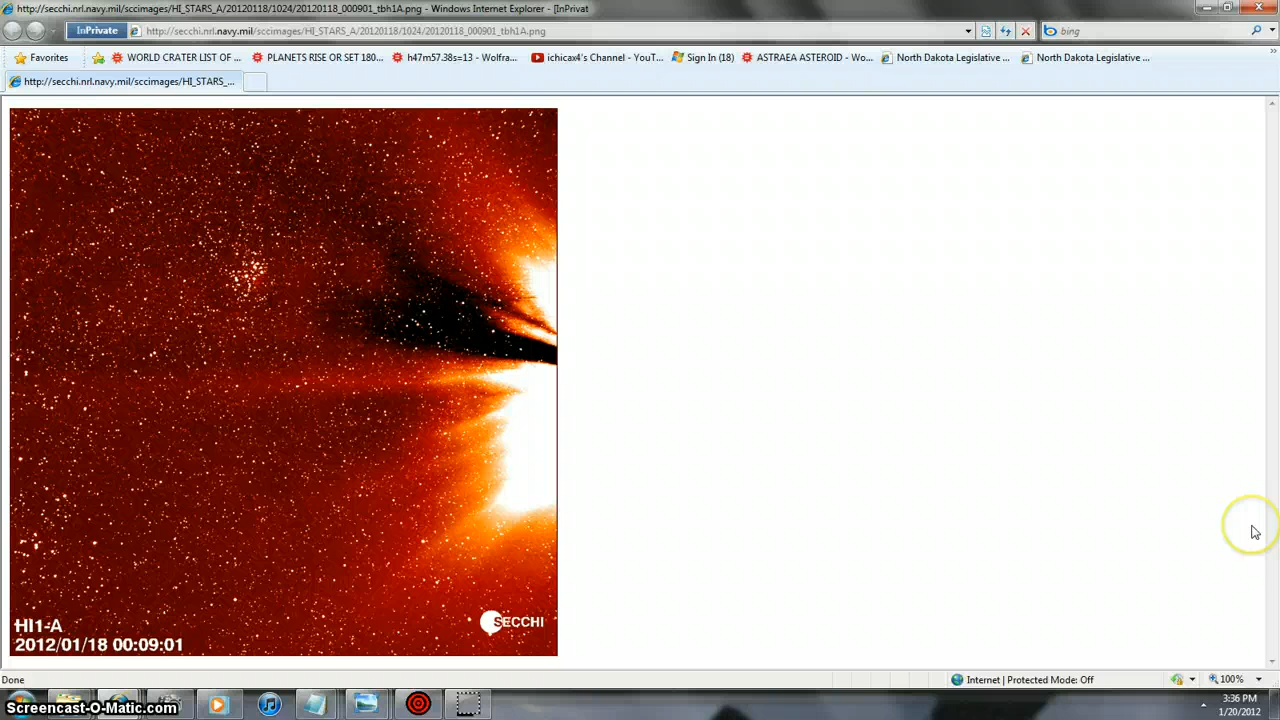 http://secchi.nrl.navy.mil/sccimages/HI_STARS_A/20120118/1024/20120118_000901_tbh1A.png - Windows Internet Explorer - [InPrivat
InPrivate http://secchi.nrl.navy.mil/sccimages/HI_STARS_A/20120118/1024/20120118_000901_tbh1A.png bing
Favorites WORLD CRATER LIST OF ... PLANETS RISE OR SET 180... h47m57.38s=13 - Wolfra... ichicax4's Channel - YouT... Sign In (18) ASTRAEA ASTEROID - Wo... North Dakota Legislative ... North Dakota Legislative ...
http://secchi.nrl.navy.mil/sccimages/HI_STARS_...
SECCHI
HI1-A
2012/01/18 00:09:01
Done Internet | Protected Mode: Off 100%
3:36 PM
Screencast-O-Matic.com 1/20/2012